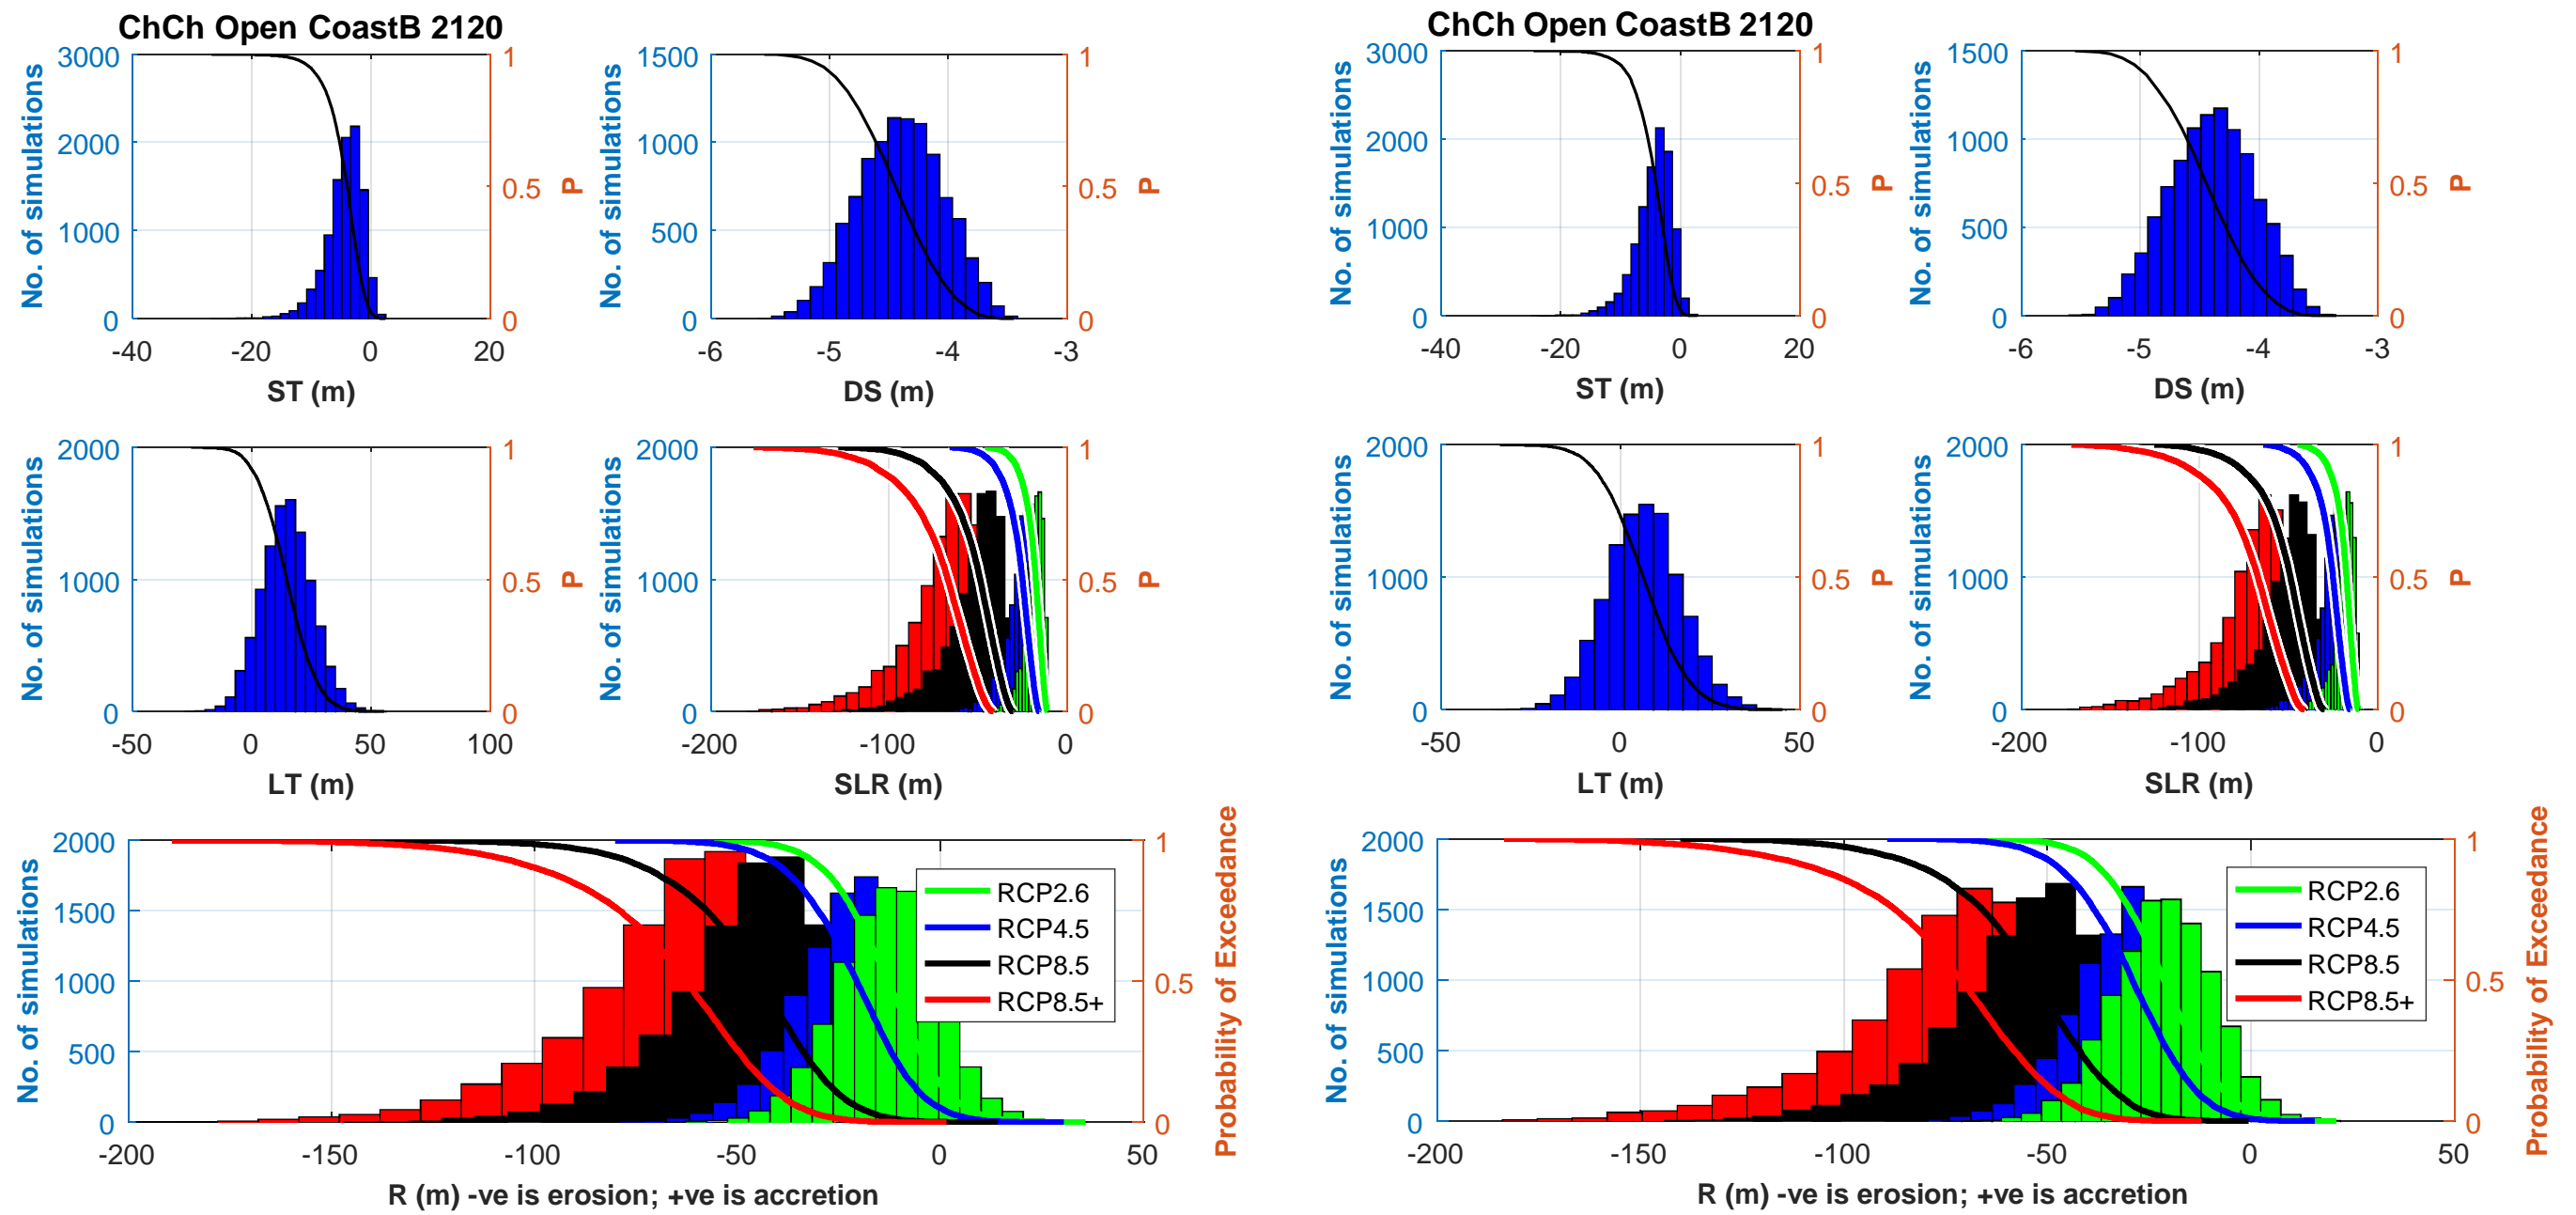 ChCh Open CoastB 2120
No. of simulations
3000
2000
1000
0
1
0.5
0
P
-40
-20
0
20
ST (m)
No. of simulations
1500
1000
500
0
1
0.5
0
P
-6
-5
-4
-3
DS (m)
No. of simulations
2000
1000
0
1
0.5
0
P
-50
0
50
100
LT (m)
No. of simulations
2000
1000
0
1
0.5
0
P
-200
-100
0
SLR (m)
No. of simulations
2000
1500
1000
500
0
1
0.5
0
Probability of Exceedance
RCP2.6
RCP4.5
RCP8.5
RCP8.5+
-200
-150
-100
-50
0
50
R (m) -ve is erosion; +ve is accretion
ChCh Open CoastB 2120
No. of simulations
3000
2000
1000
0
1
0.5
0
P
-40
-20
0
20
ST (m)
No. of simulations
1500
1000
500
0
1
0.5
0
P
-6
-5
-4
-3
DS (m)
No. of simulations
2000
1000
0
1
0.5
0
P
-50
0
50
LT (m)
No. of simulations
2000
1000
0
1
0.5
0
P
-200
-100
0
SLR (m)
No. of simulations
2000
1500
1000
500
0
1
0.5
0
Probability of Exceedance
RCP2.6
RCP4.5
RCP8.5
RCP8.5+
-200
-150
-100
-50
0
50
R (m) -ve is erosion; +ve is accretion